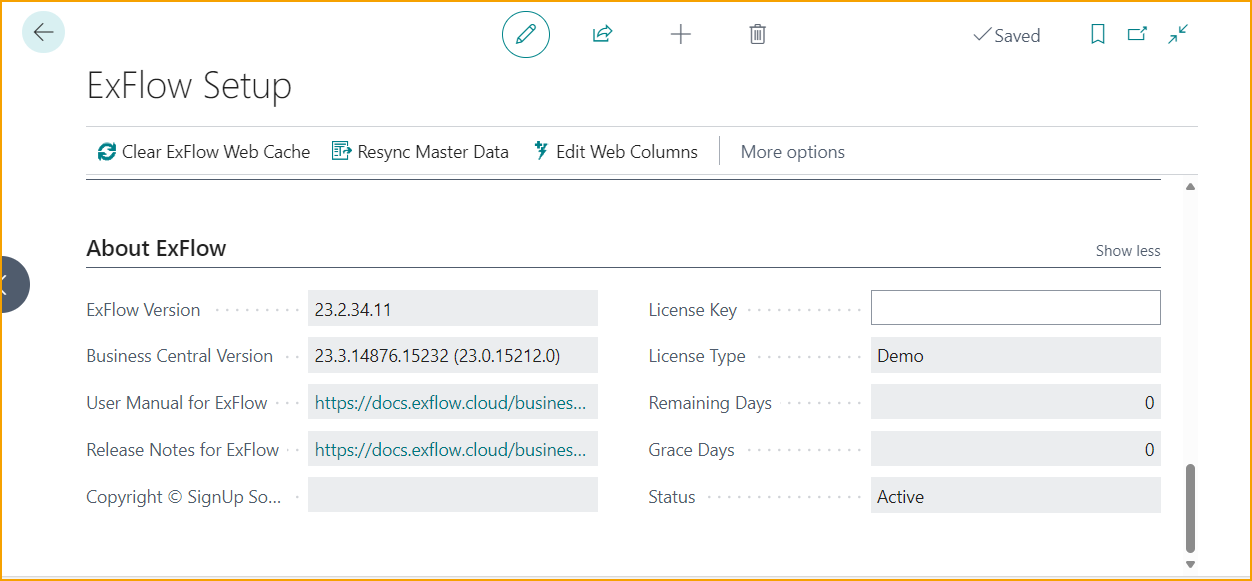 Saved
ExFlow Setup
Clear ExFlow Web Cache Resync Master Data Edit Web Columns More options
About ExFlow Show less
ExFlow Version 23.2.34.11 License Key
Business Central Version 23.3.14876.15232 (23.0.15212.0) License Type Demo
User Manual for ExFlow https://docs.exflow.cloud/busines... Remaining Days 0
Release Notes for ExFlow https://docs.exflow.cloud/busines... Grace Days 0
Copyright © SignUp So... Status Active